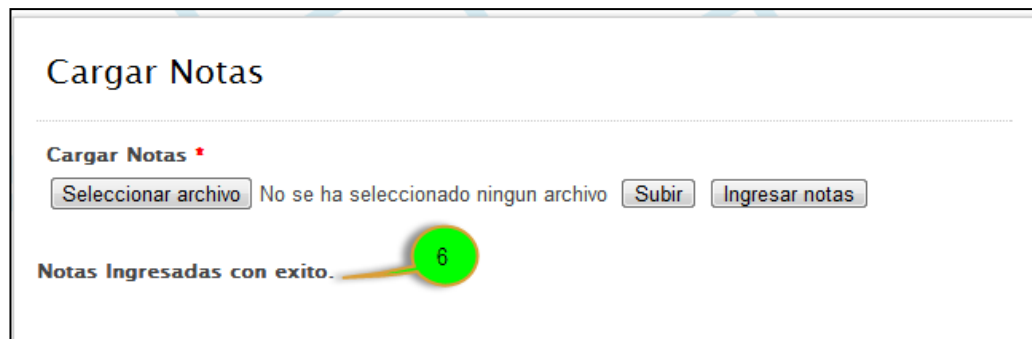 Cargar Notas
Cargar Notas *
Seleccionar archivo No se ha seleccionado ningun archivo Subir Ingresar notas
6
Notas Ingresadas con exito.